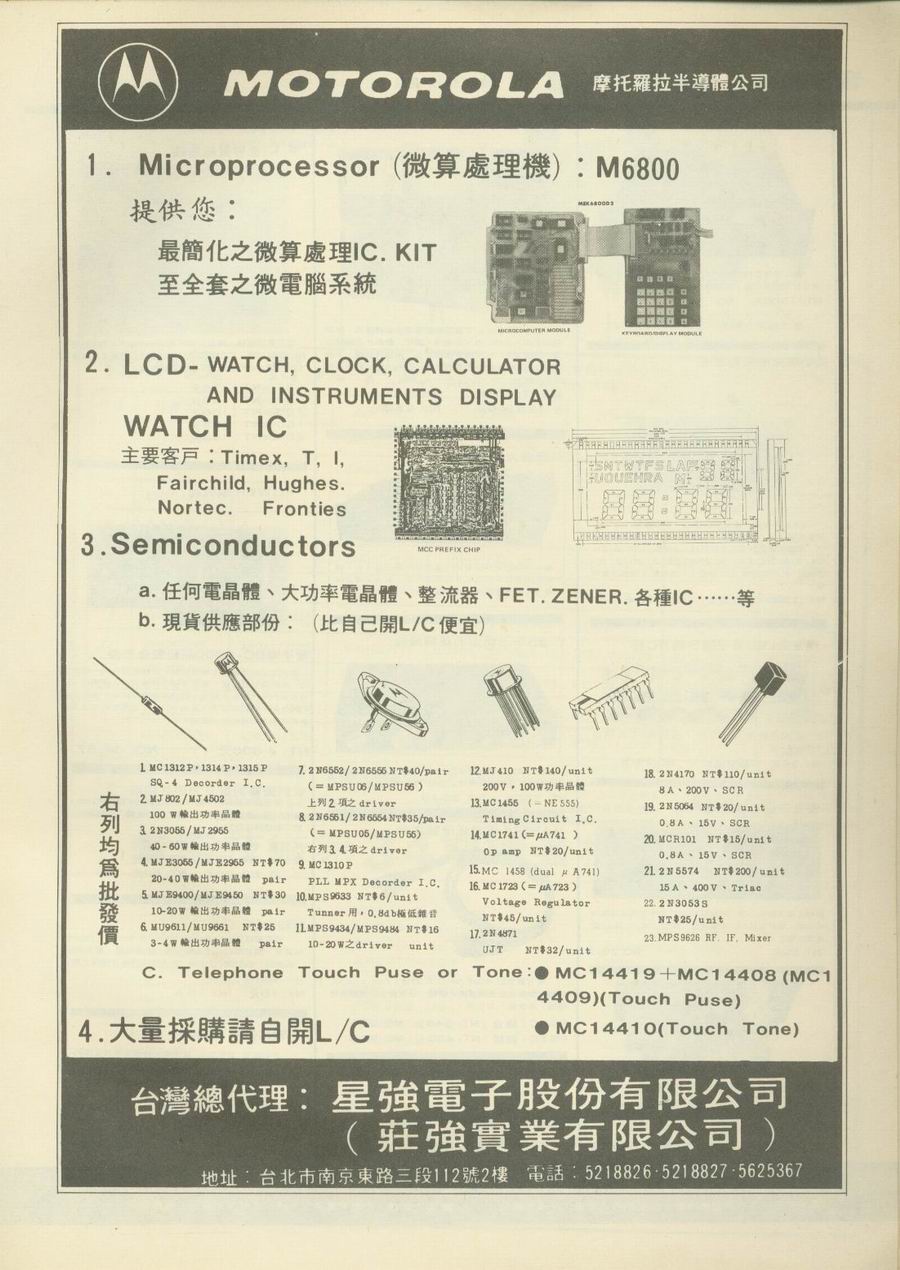 MOTOROLA 摩托羅拉半導體公司
1. Microprocessor (微算處理機)：M6800
提供您：
最簡化之微算處理IC. KIT
至全套之微電腦系統
MEK6800D2
MICROCOMPUTER MODULE
KEYBOARD/DISPLAY MODULE
2. LCD- WATCH, CLOCK, CALCULATOR
AND INSTRUMENTS DISPLAY
WATCH IC
主要客戶：Timex, T, I,
Fairchild, Hughes.
Nortec. Fronties
MCC PREFIX CHIP
3.Semiconductors
a. 任何電晶體、大功率電晶體、整流器、FET. ZENER. 各種IC……等
b. 現貨供應部份：（比自己開L/C便宜）
右列均為批發價
1. MC1312P，1314P，1315P
SQ-4 Decorder I.C.
2. MJ802/MJ4502
100 W輸出功率晶體
3. 2N3055/MJ2955
40-60W輸出功率晶體
4. MJE3055/MJE2955 NT$70
20-40W輸出功率晶體 pair
5. MJE9400/MJE9450 NT$30
10-20W 輸出功率晶體 pair
6. MU9611/MU9661 NT$25
3-4W 輸出功率晶體 pair
7. 2N6552/2N6555 NT$40/pair
(=MPSU06/MPSU56)
上列2.項之driver
8. 2N6551/2N6554NT$35/pair
(=MPSU05/MPSU55)
右列3.4.項之driver
9. MC1310P
PLL MPX Decorder I.C.
10.MPS9633 NT$6/unit
Tunner用，0.8db極低雜音
11.MPS9434/MPS9484 NT$16
10-20W之driver unit
12.MJ410 NT$140/unit
200V，100W功率晶體
13.MC1455 (=NE555)
Timing Circuit I.C.
14.MC1741(=μA741 )
Op amp NT$20/unit
15.MC 1458 (dual μ A741)
16.MC1723(=μA723)
Voltage Regulator
NT$45/unit
17.2N4871
UJT NT$32/unit
18. 2N4170 NT$110/unit
8A、200V、SCR
19. 2N5064 NT$20/unit
0.8A、15V、SCR
20. MCR101 NT$15/unit
0.8A、15V、SCR
21. 2N5574 NT$200/unit
15A、400V、Triac
22. 2N3053S
NT$25/unit
23.MPS9626 RF. IF. Mixer
C. Telephone Touch Puse or Tone:● MC14419＋MC14408(MC1
4409)(Touch Puse)
● MC14410(Touch Tone)
4.大量採購請自開L/C
台灣總代理：星強電子股份有限公司
（莊強實業有限公司）
地址：台北市南京東路三段112號2樓 電話：5218826·5218827·5625367